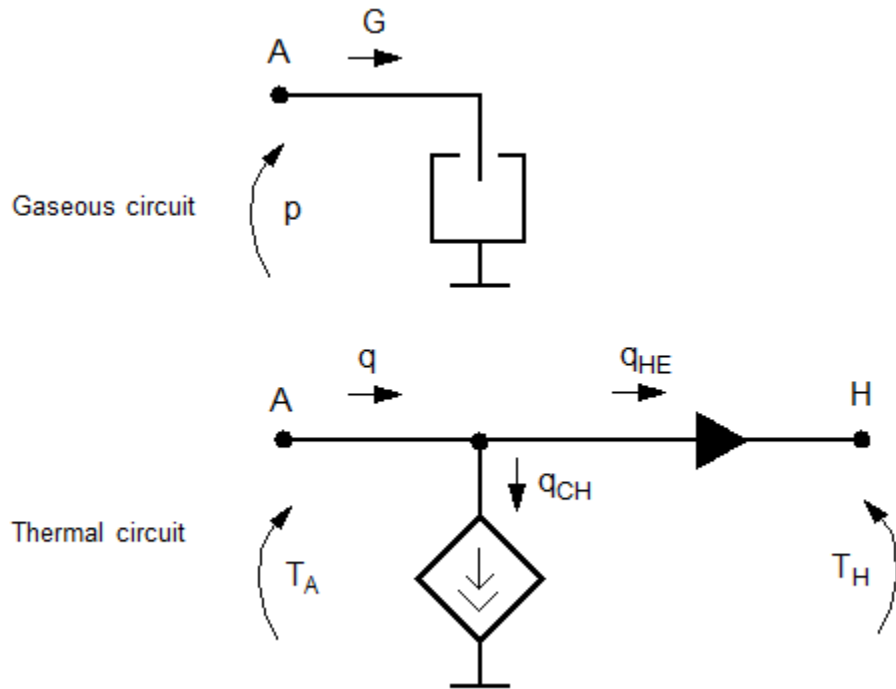 G
A
Gaseous circuit
p
q
q_HE
A
H
q_CH
Thermal circuit
T_A
T_H